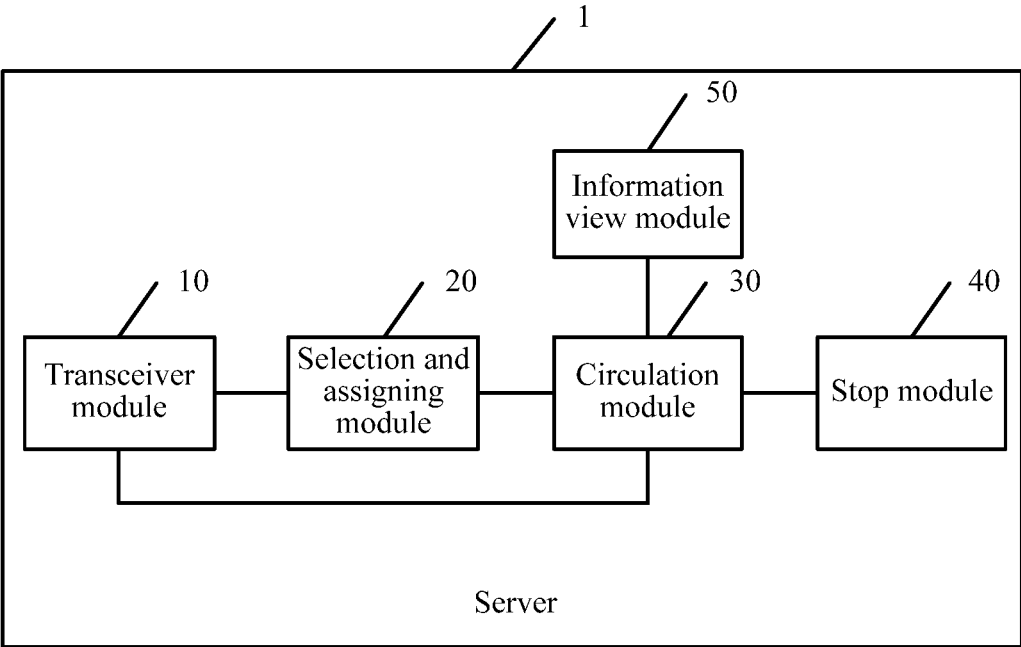 1
50
Information
view module
10
20
30
40
Transceiver
module
Selection and
assigning
module
Circulation
module
Stop module
Server